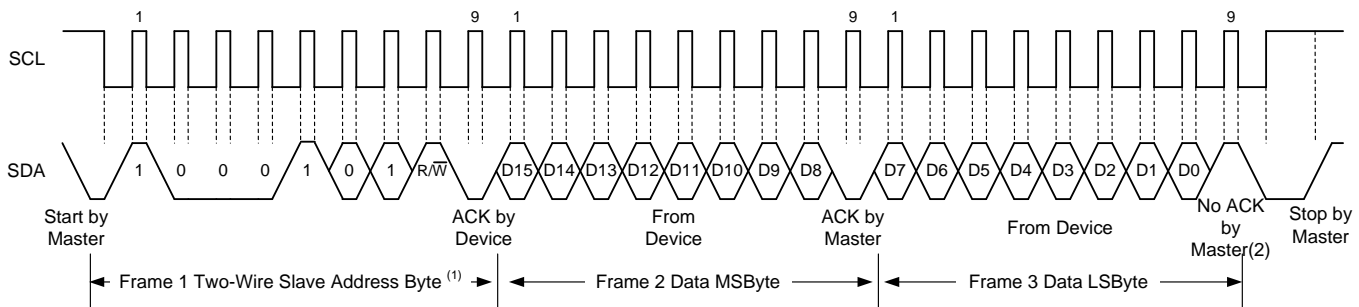 1 9 1 9 1 9
SCL
SDA
1 0 0 0 1 0 1 R/W̅ D15 D14 D13 D12 D11 D10 D9 D8 D7 D6 D5 D4 D3 D2 D1 D0
Start by
Master
ACK by
Device
From
Device
ACK by
Master
From Device
No ACK
by
Master(2)
Stop by
Master
Frame 1 Two-Wire Slave Address Byte (1)
Frame 2 Data MSByte
Frame 3 Data LSByte